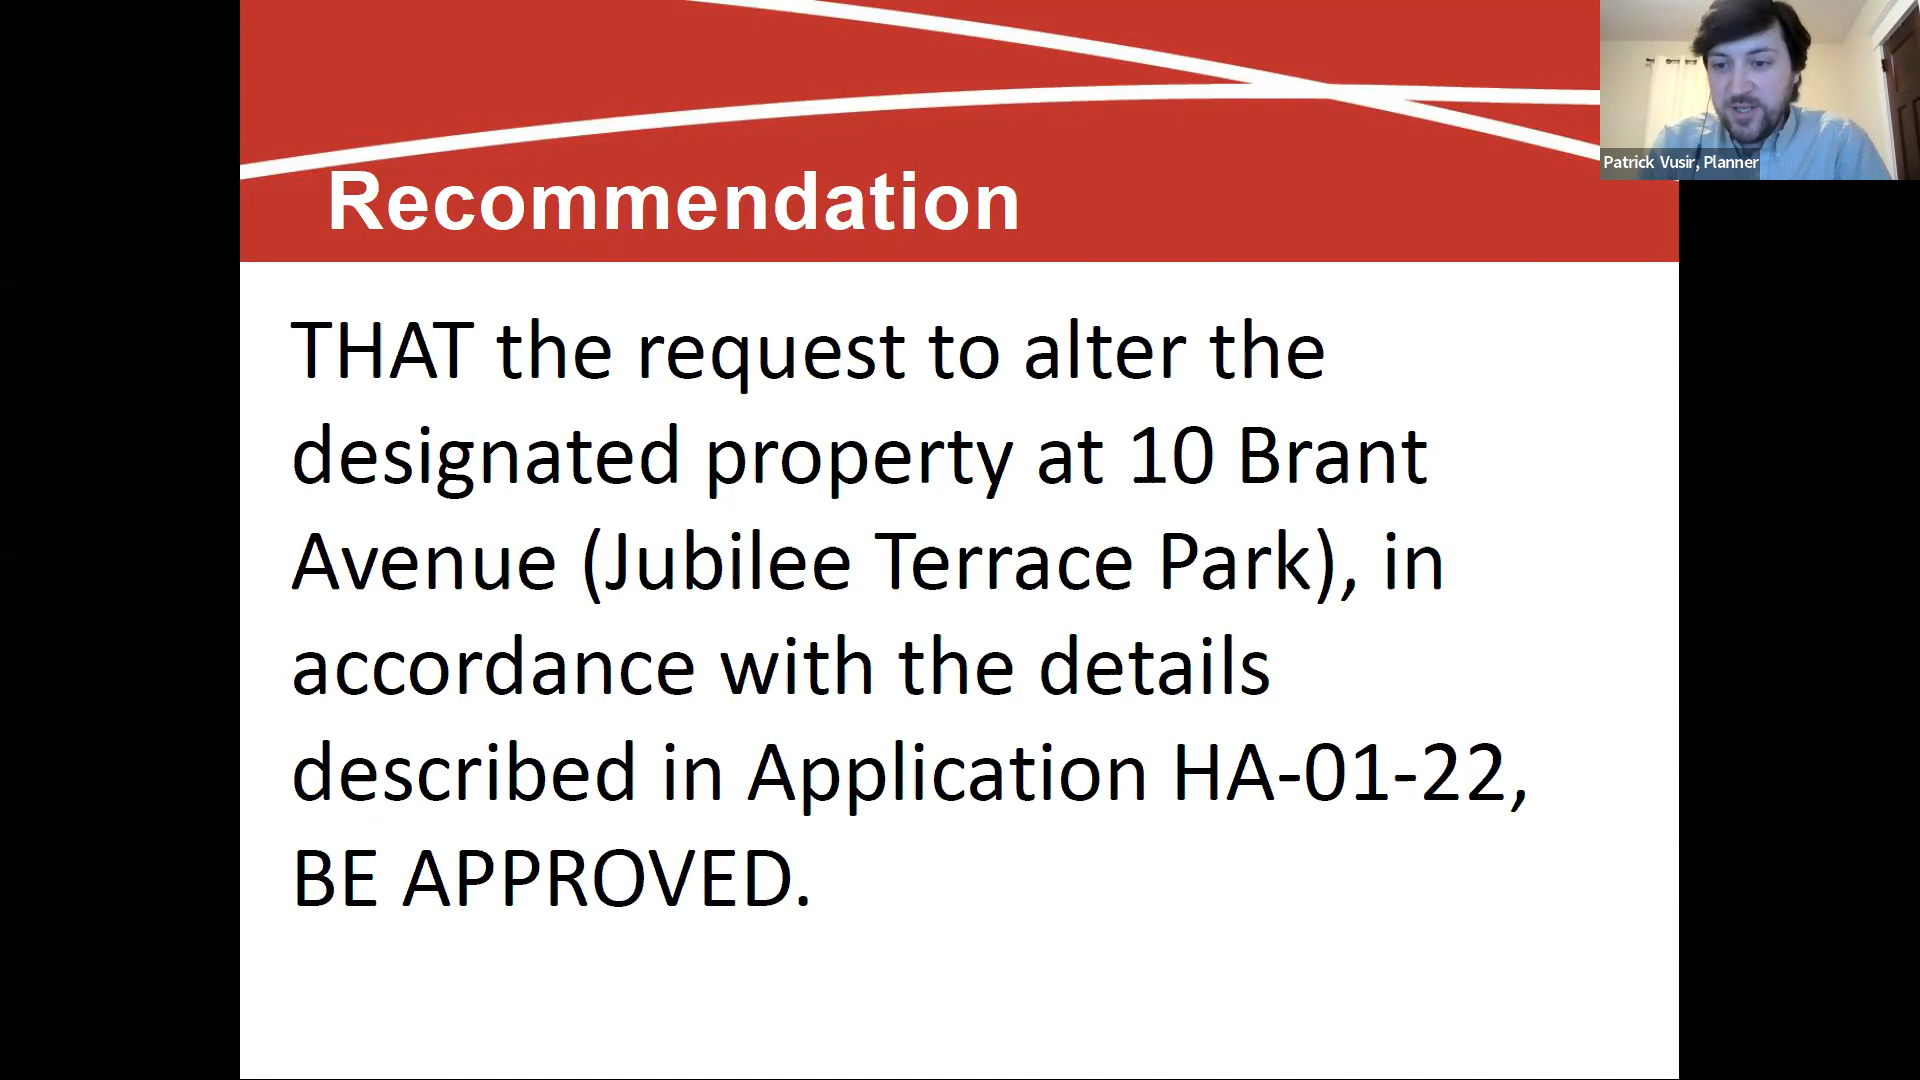 Patrick Vusir, Planner
Recommendation
THAT the request to alter the
designated property at 10 Brant
Avenue (Jubilee Terrace Park), in
accordance with the details
described in Application HA-01-22,
BE APPROVED.